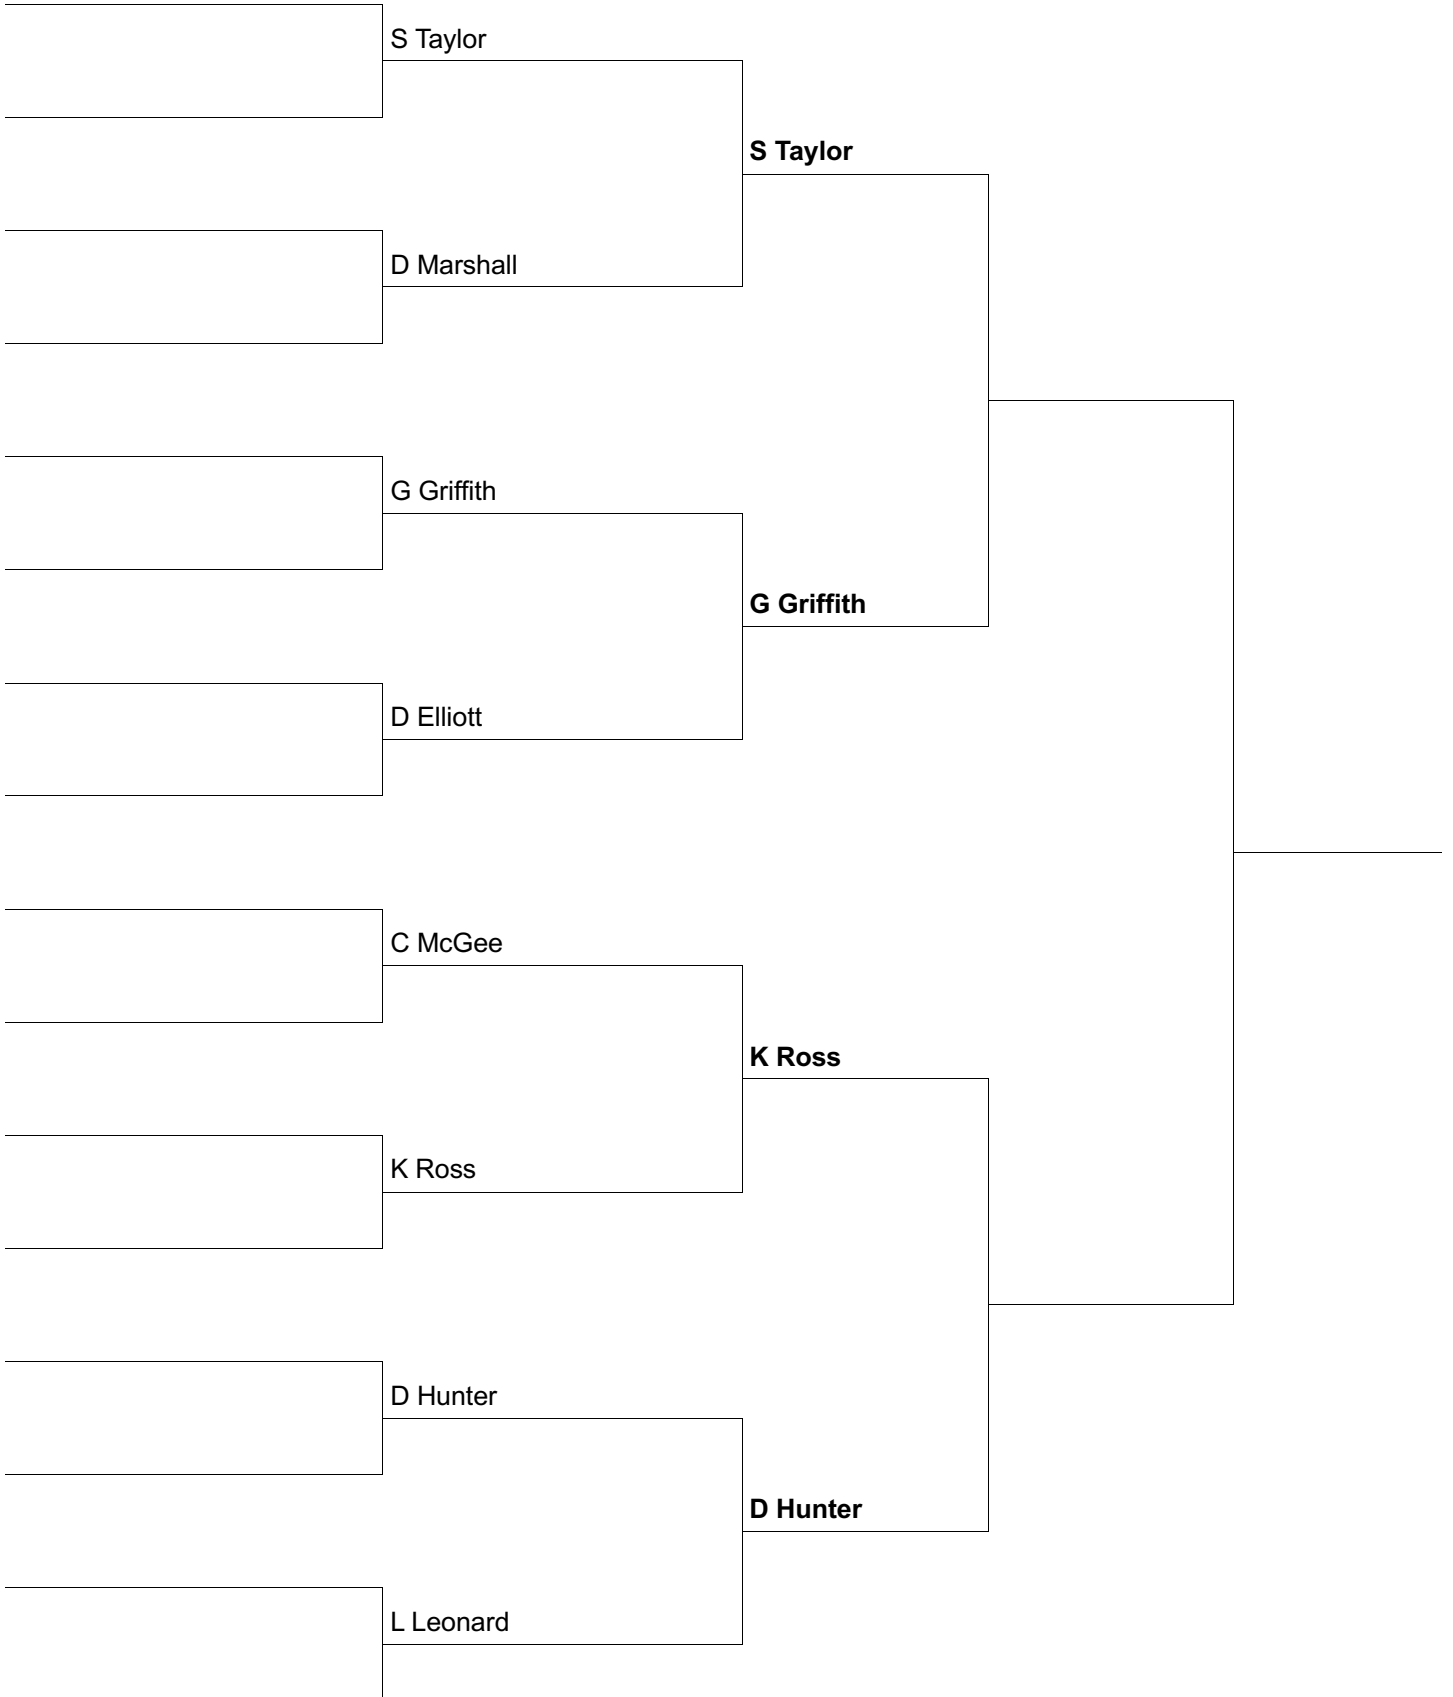 S Taylor
S Taylor
D Marshall
G Griffith
G Griffith
D Elliott
C McGee
K Ross
K Ross
D Hunter
D Hunter
L Leonard